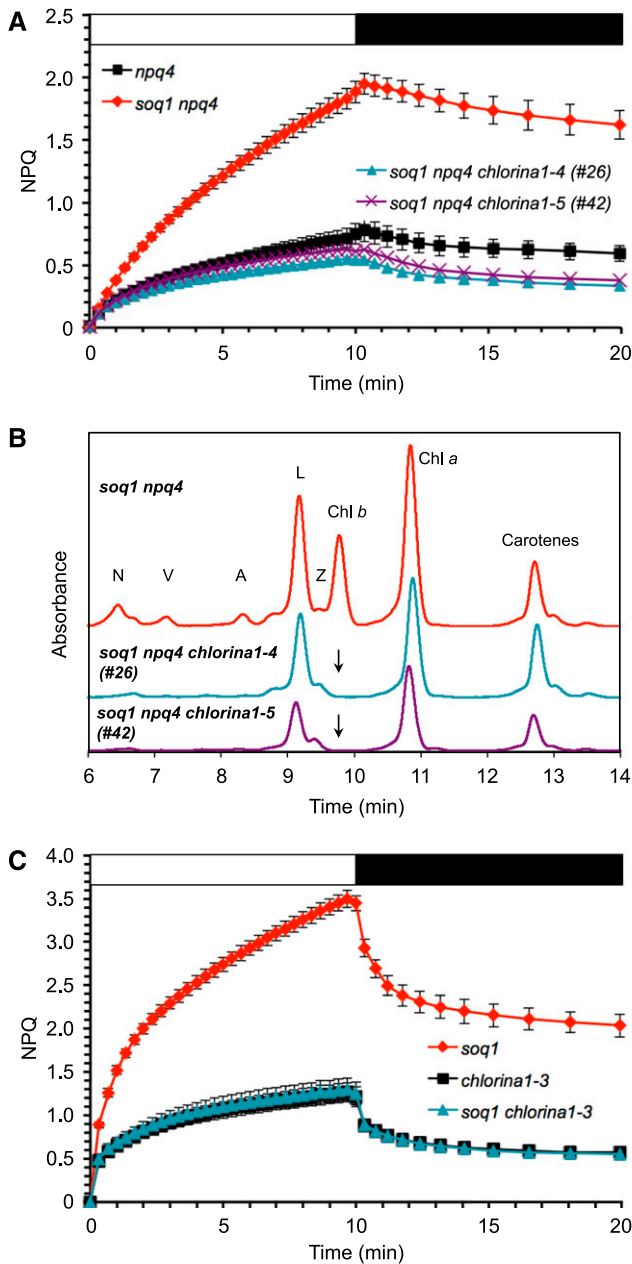 A
2.5
2.0
1.5
1.0
0.5
0
NPQ
npq4
soq1 npq4
soq1 npq4 chlorina1-4 (#26)
soq1 npq4 chlorina1-5 (#42)
0 5 10 15 20
Time (min)
B
soq1 npq4
N V A L Z Chl b Chl a Carotenes
soq1 npq4 chlorina1-4
(#26)
soq1 npq4 chlorina1-5
(#42)
Absorbance
6 7 8 9 10 11 12 13 14
Time (min)
C
4.0
3.5
3.0
2.5
2.0
1.5
1.0
0.5
0
NPQ
soq1
chlorina1-3
soq1 chlorina1-3
0 5 10 15 20
Time (min)